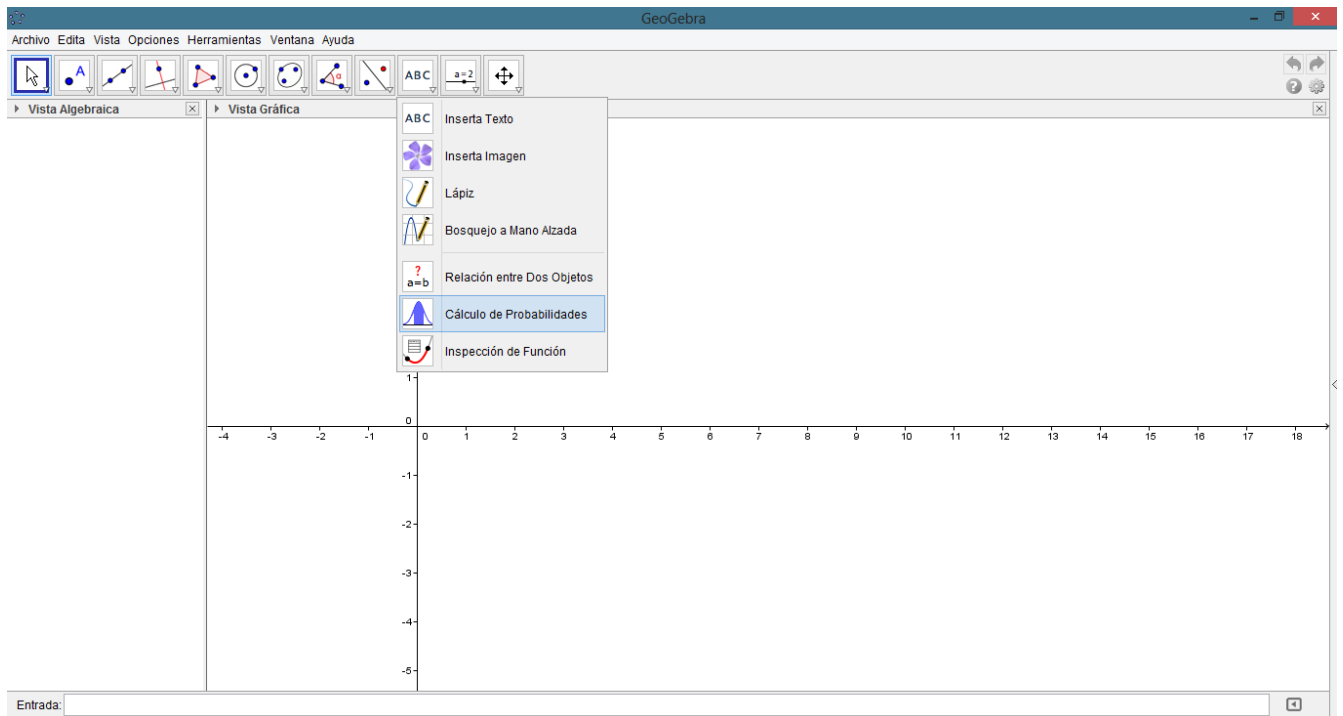 GeoGebra
Archivo Edita Vista Opciones Herramientas Ventana Ayuda
A α ABC a=2
Vista Algebraica Vista Gráfica
ABC Inserta Texto
Inserta Imagen
Lápiz
Bosquejo a Mano Alzada
? a=b Relación entre Dos Objetos
Cálculo de Probabilidades
Inspección de Función
1
0
-4 -3 -2 -1 0 1 2 3 4 5 6 7 8 9 10 11 12 13 14 15 16 17 18
-1
-2
-3
-4
-5
Entrada: